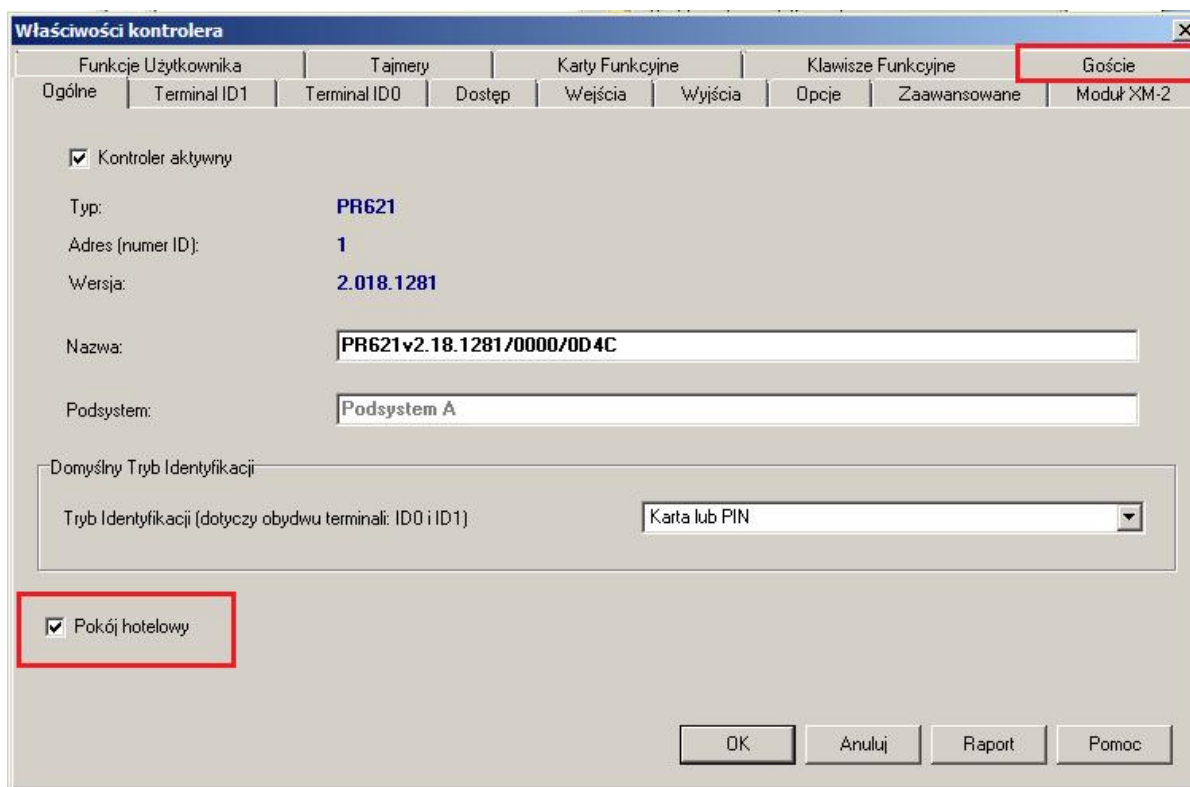 Właściwości kontrolera
Funkcje Użytkownika Tajmery Karty Funkcyjne Klawisze Funkcyjne Goście
Ogólne Terminal ID1 Terminal ID0 Dostęp Wejścia Wyjścia Opcje Zaawansowane Moduł XM-2
Kontroler aktywny
Typ: PR621
Adres (numer ID): 1
Wersja: 2.018.1281
Nazwa: PR621v2.18.1281/0000/0D4C
Podsystem: Podsystem A
Domyślny Tryb Identyfikacji
Tryb Identyfikacji (dotyczy obydwu terminali: ID0 i ID1) Karta lub PIN
Pokój hotelowy
OK Anuluj Raport Pomoc